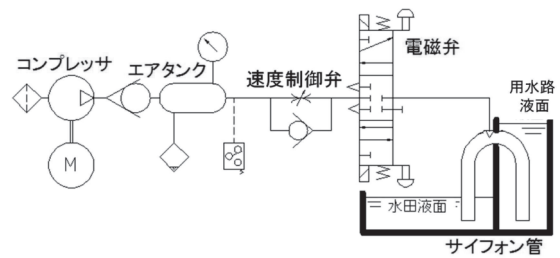 コンプレッサ
エアタンク
速度制御弁
電磁弁
用水路
液面
M
水田液面
サイフォン管